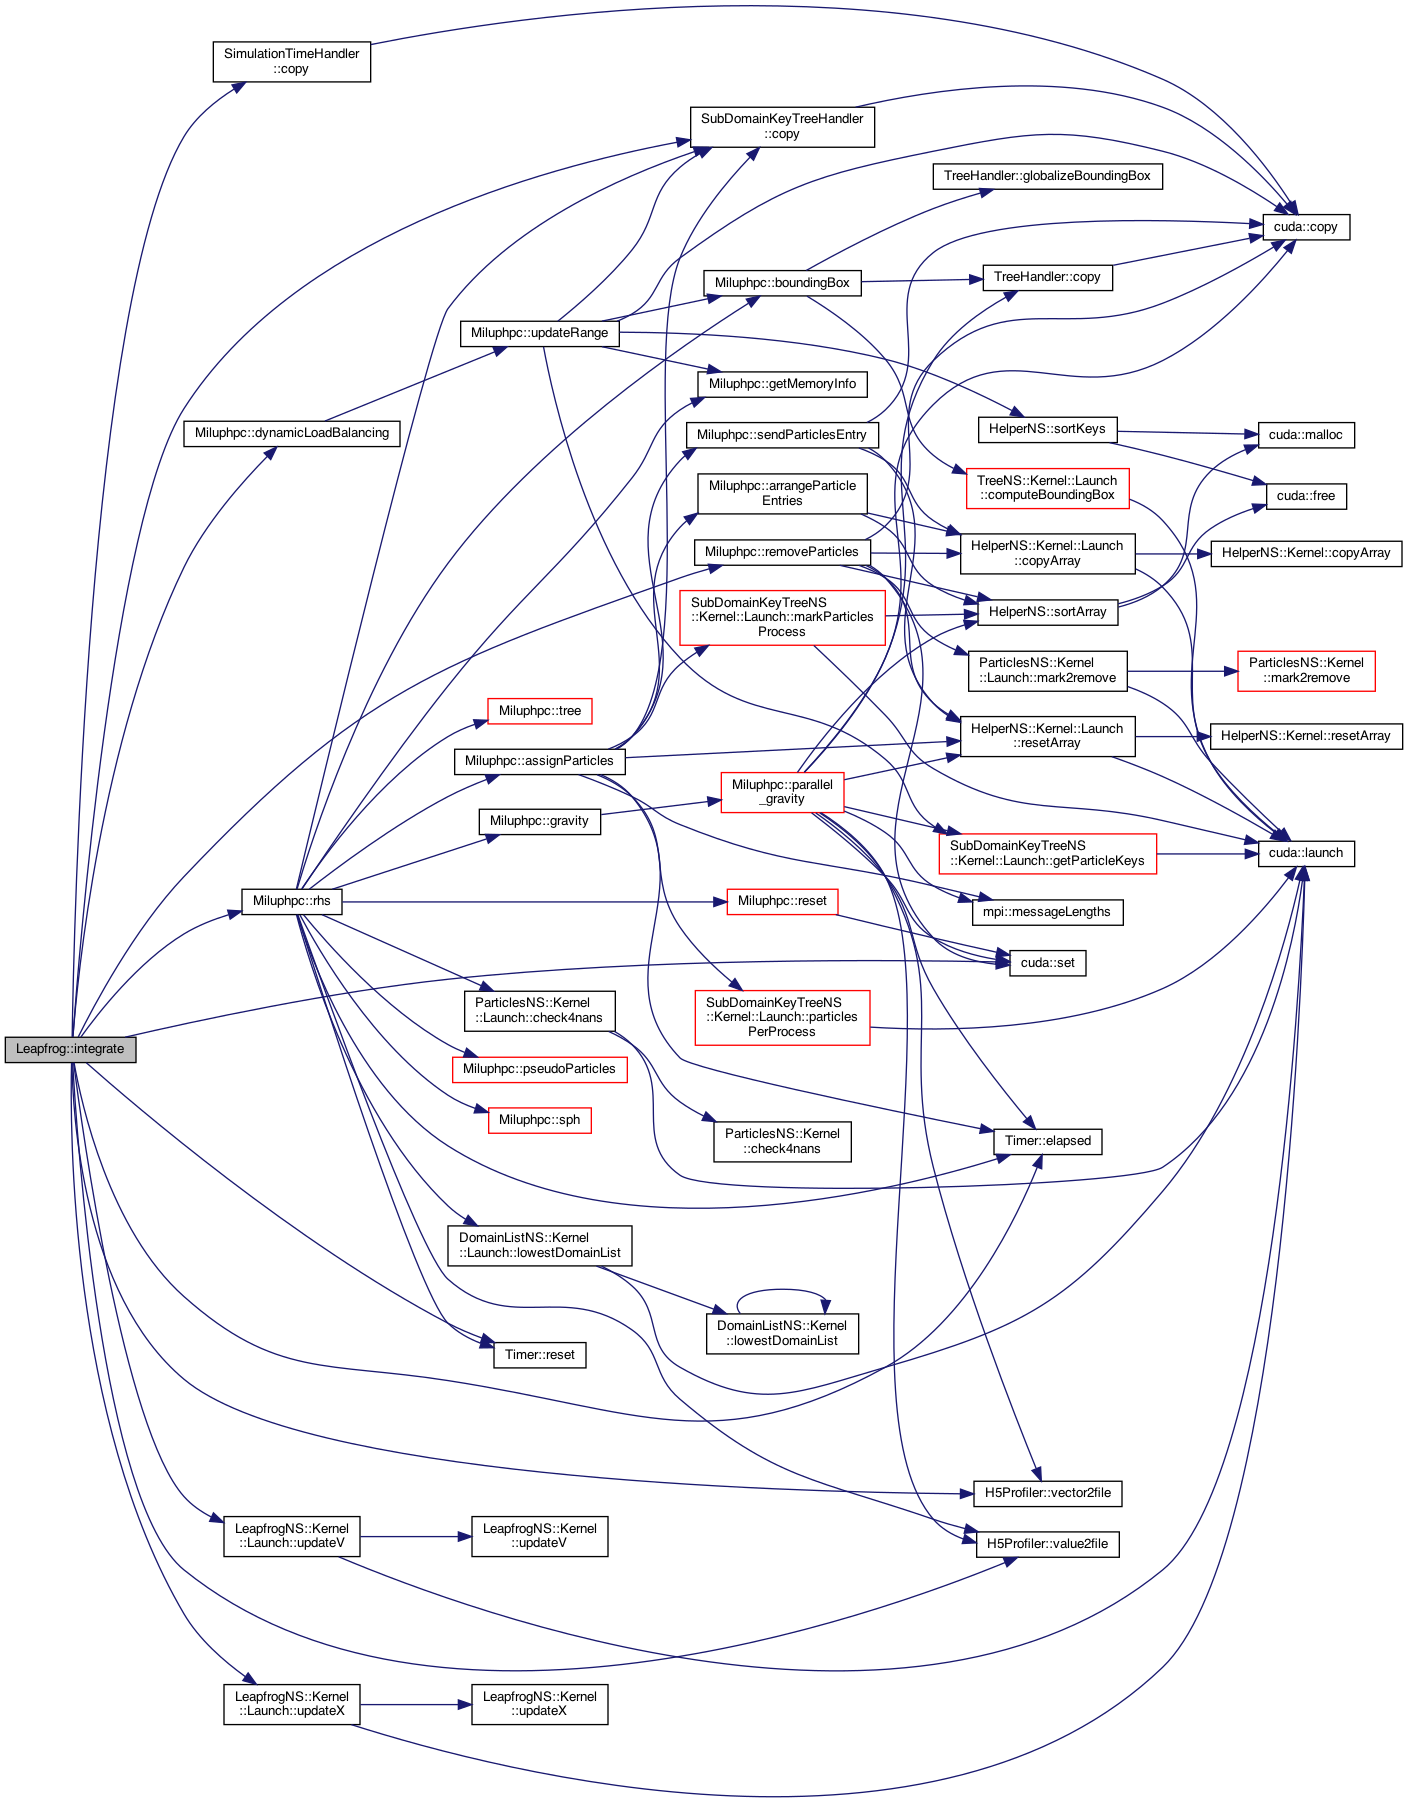 SimulationTimeHandler
::copy
SubDomainKeyTreeHandler
::copy
TreeHandler::globalizeBoundingBox
cuda::copy
Miluphpc::boundingBox
TreeHandler::copy
Miluphpc::updateRange
Miluphpc::getMemoryInfo
Miluphpc::dynamicLoadBalancing
Miluphpc::sendParticlesEntry
HelperNS::sortKeys
cuda::malloc
TreeNS::Kernel::Launch
::computeBoundingBox
cuda::free
Miluphpc::arrangeParticle
Entries
HelperNS::Kernel::Launch
::copyArray
HelperNS::Kernel::copyArray
Miluphpc::removeParticles
SubDomainKeyTreeNS
::Kernel::Launch::markParticles
Process
HelperNS::sortArray
ParticlesNS::Kernel
::Launch::mark2remove
ParticlesNS::Kernel
::mark2remove
Miluphpc::tree
HelperNS::Kernel::Launch
::resetArray
HelperNS::Kernel::resetArray
Miluphpc::assignParticles
Miluphpc::parallel
_gravity
Miluphpc::gravity
SubDomainKeyTreeNS
::Kernel::Launch::getParticleKeys
cuda::launch
Miluphpc::rhs
Miluphpc::reset
mpi::messageLengths
cuda::set
ParticlesNS::Kernel
::Launch::check4nans
SubDomainKeyTreeNS
::Kernel::Launch::particles
PerProcess
Leapfrog::integrate
Miluphpc::pseudoParticles
Miluphpc::sph
ParticlesNS::Kernel
::check4nans
Timer::elapsed
DomainListNS::Kernel
::Launch::lowestDomainList
DomainListNS::Kernel
::lowestDomainList
Timer::reset
H5Profiler::vector2file
LeapfrogNS::Kernel
::Launch::updateV
LeapfrogNS::Kernel
::updateV
H5Profiler::value2file
LeapfrogNS::Kernel
::Launch::updateX
LeapfrogNS::Kernel
::updateX